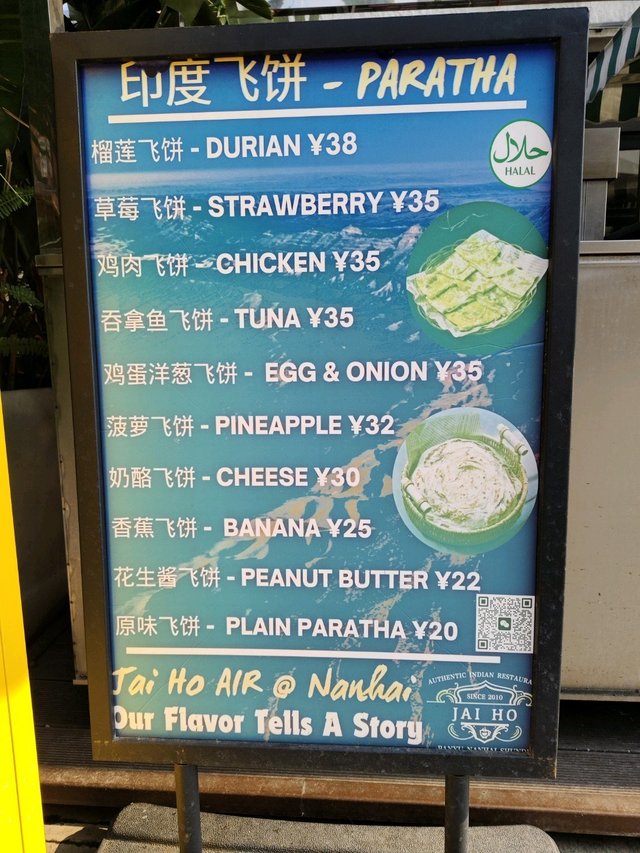 印度飞饼 - PARATHA
榴莲飞饼 - DURIAN ¥38
حلال
HALAL
草莓飞饼 - STRAWBERRY ¥35
鸡肉飞饼 - CHICKEN ¥35
吞拿鱼飞饼 - TUNA ¥35
鸡蛋洋葱飞饼 - EGG & ONION ¥35
菠萝飞饼 - PINEAPPLE ¥32
奶酪飞饼 - CHEESE ¥30
香蕉飞饼 - BANANA ¥25
花生酱飞饼 - PEANUT BUTTER ¥22
原味飞饼 - PLAIN PARATHA ¥20
Jai Ho AIR @ Nanhai
Our Flavor Tells A Story
AUTHENTIC INDIAN RESTAURA
SINCE 2010
JAI HO